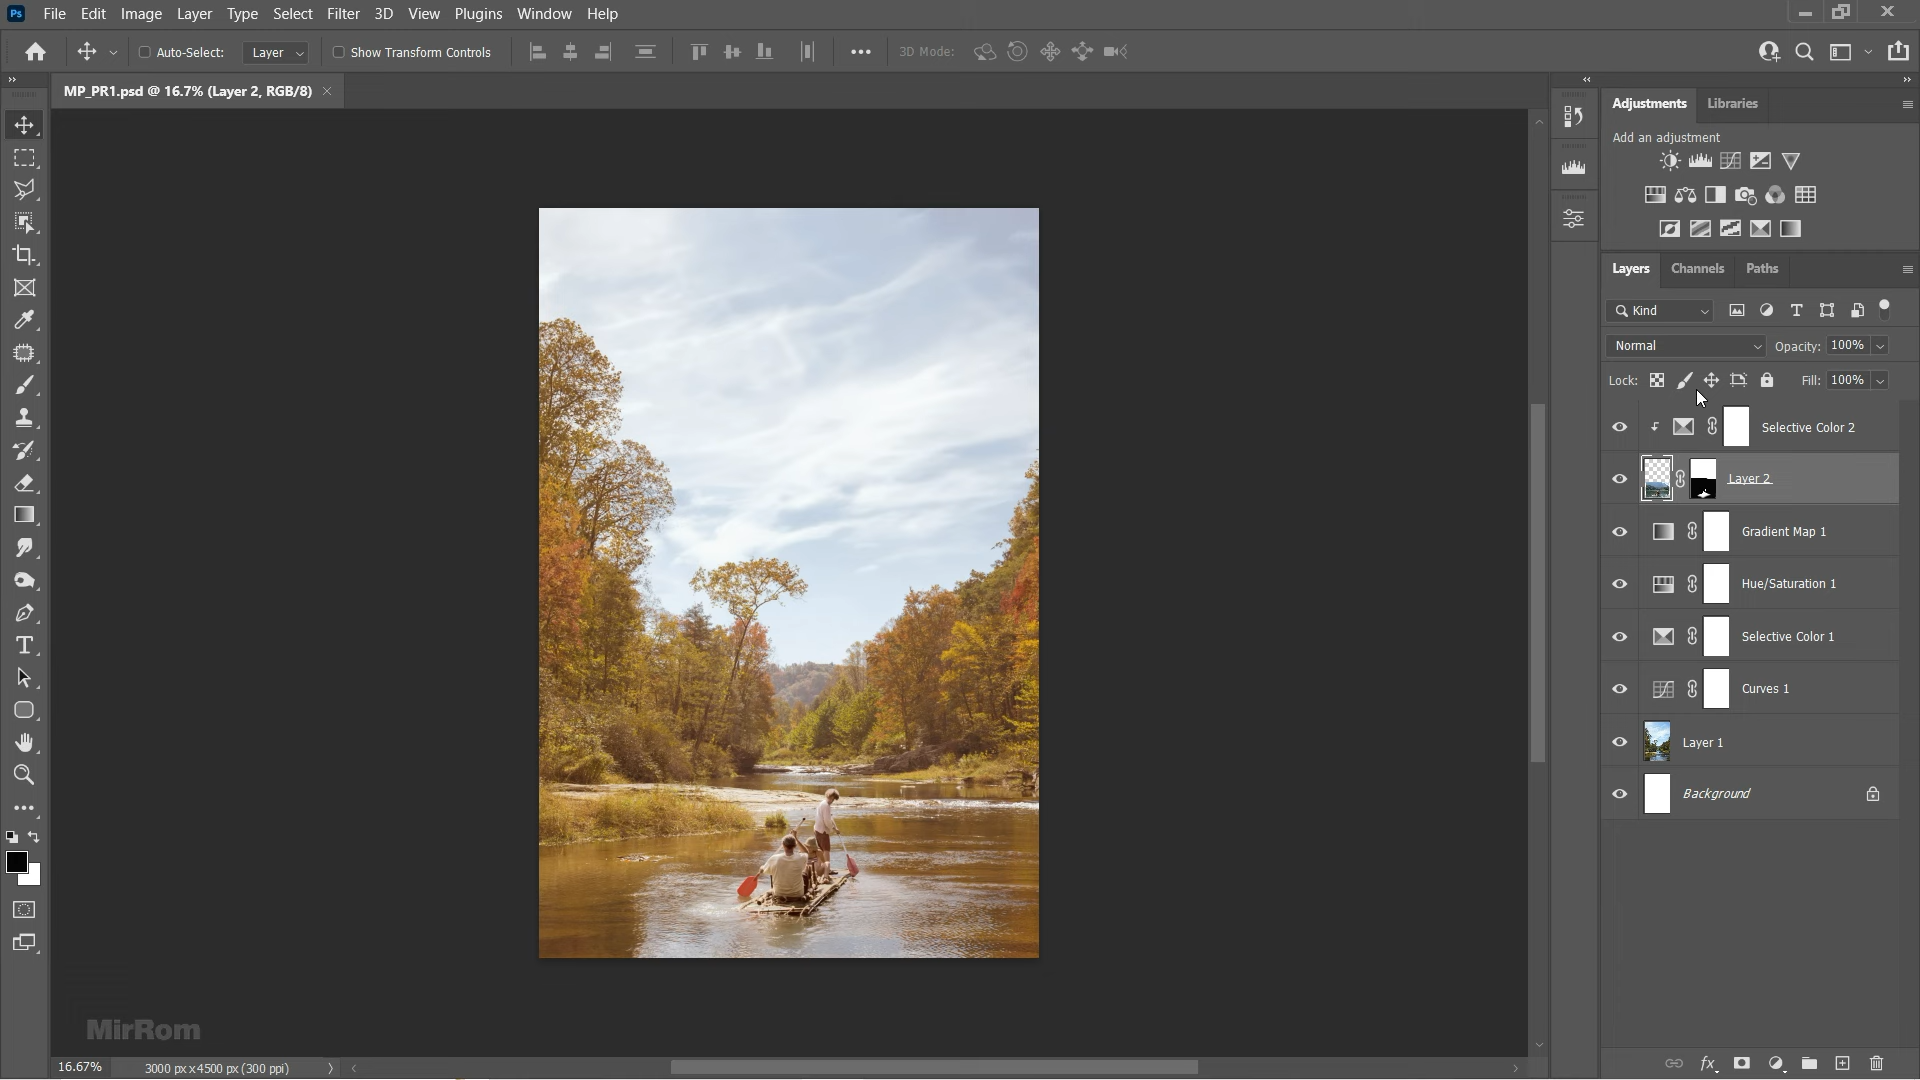 Ps File Edit Image Layer Type Select Filter 3D View Plugins Window Help
Auto-Select: Layer Show Transform Controls 3D Mode:
MP_PR1.psd @ 16.7% (Layer 2, RGB/8)
Adjustments Libraries
Add an adjustment
Layers Channels Paths
Kind
Normal Opacity: 100%
Lock: Fill: 100%
Selective Color 2
Layer 2
Gradient Map 1
Hue/Saturation 1
Selective Color 1
Curves 1
Layer 1
Background
MirRom
16.67% 3000 px x 4500 px (300 ppi)